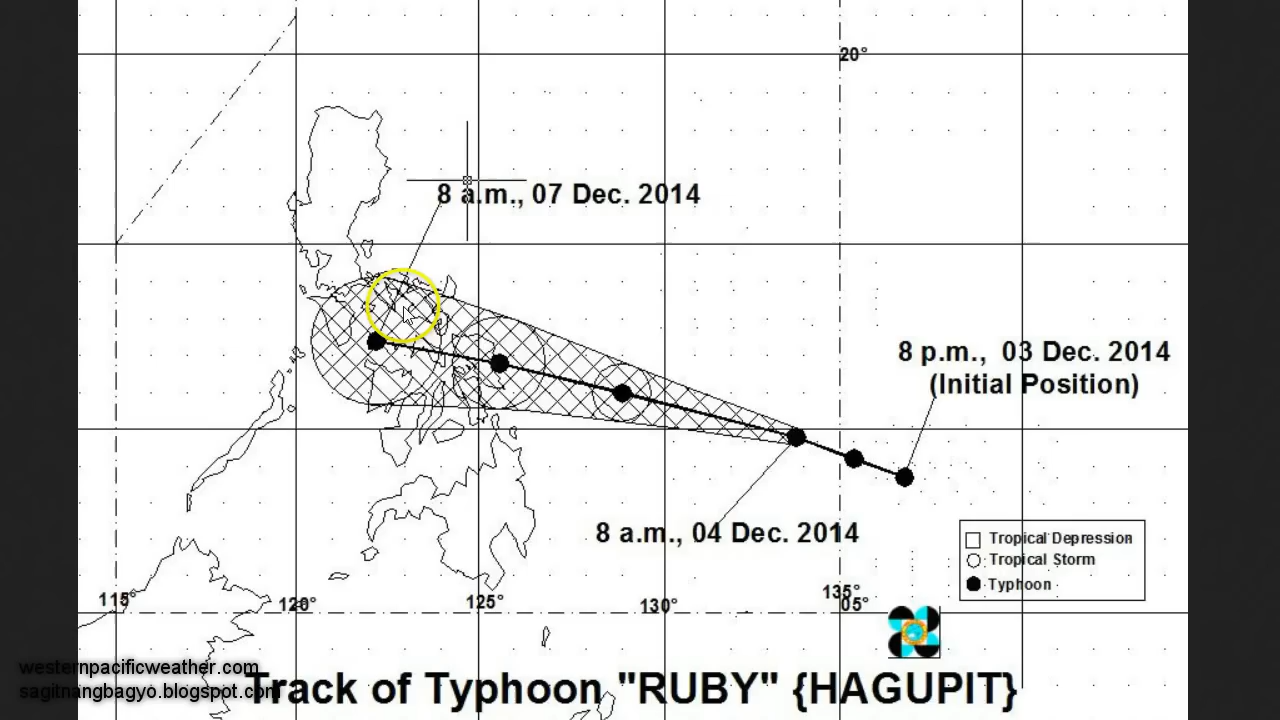 20°
8 a.m., 07 Dec. 2014
8 p.m., 03 Dec. 2014
(Initial Position)
8 a.m., 04 Dec. 2014
Tropical Depression
Tropical Storm
Typhoon
115°
120°
125°
130°
135°
05°
westernpacificweather.com
sagitnangbagyo.blogspot.com
Track of Typhoon "RUBY" {HAGUPIT}